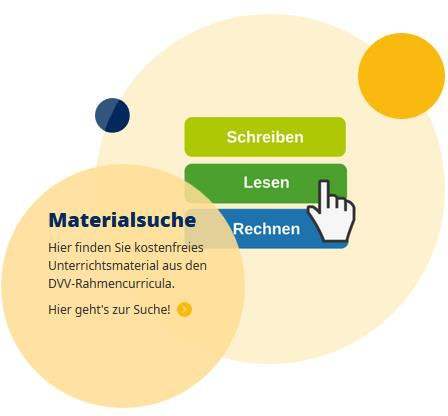 Schreiben
Lesen
Rechnen
Materialsuche
Hier finden Sie kostenfreies
Unterrichtsmaterial aus den
DVV-Rahmencurricula.
Hier geht's zur Suche!